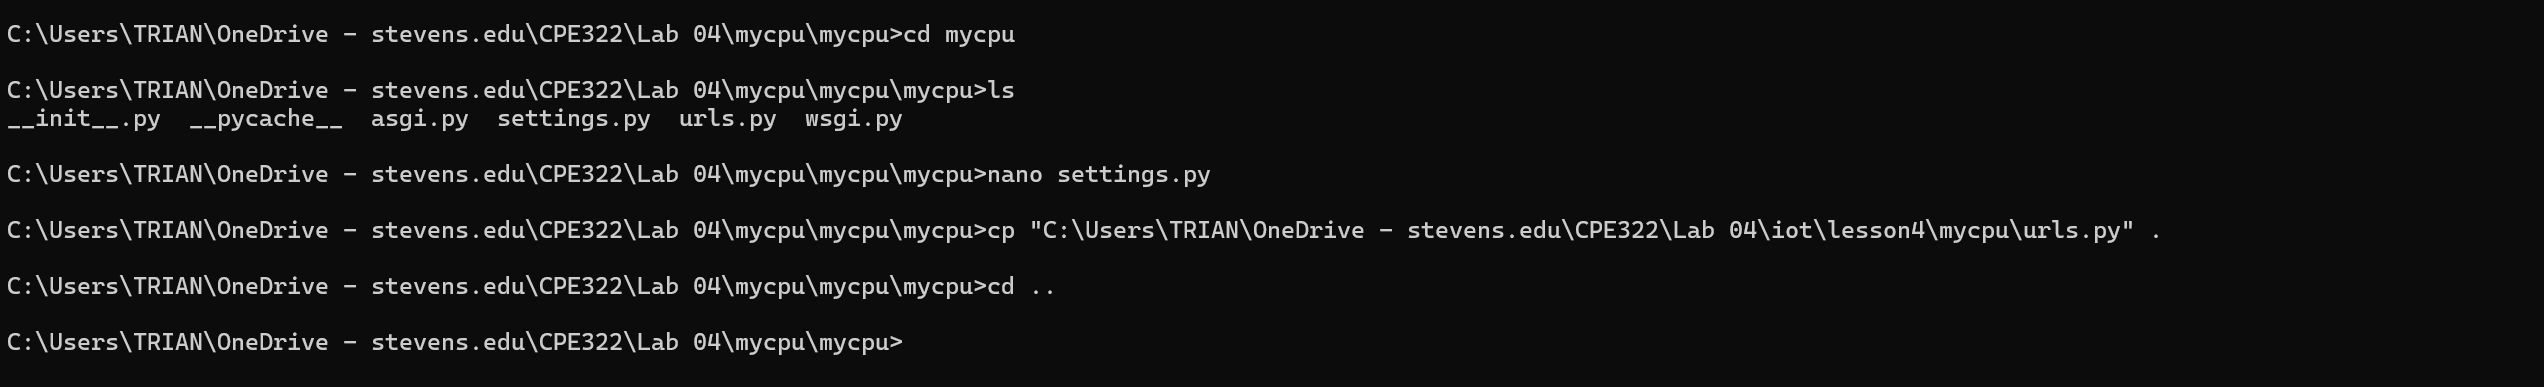 C:\Users\TRIAN\OneDrive - stevens.edu\CPE322\Lab 04\mycpu\mycpu>cd mycpu
C:\Users\TRIAN\OneDrive - stevens.edu\CPE322\Lab 04\mycpu\mycpu\mycpu>ls
__init__.py  __pycache__  asgi.py  settings.py  urls.py  wsgi.py
C:\Users\TRIAN\OneDrive - stevens.edu\CPE322\Lab 04\mycpu\mycpu\mycpu>nano settings.py
C:\Users\TRIAN\OneDrive - stevens.edu\CPE322\Lab 04\mycpu\mycpu\mycpu>cp "C:\Users\TRIAN\OneDrive - stevens.edu\CPE322\Lab 04\iot\lesson4\mycpu\urls.py" .
C:\Users\TRIAN\OneDrive - stevens.edu\CPE322\Lab 04\mycpu\mycpu\mycpu>cd ..
C:\Users\TRIAN\OneDrive - stevens.edu\CPE322\Lab 04\mycpu\mycpu>